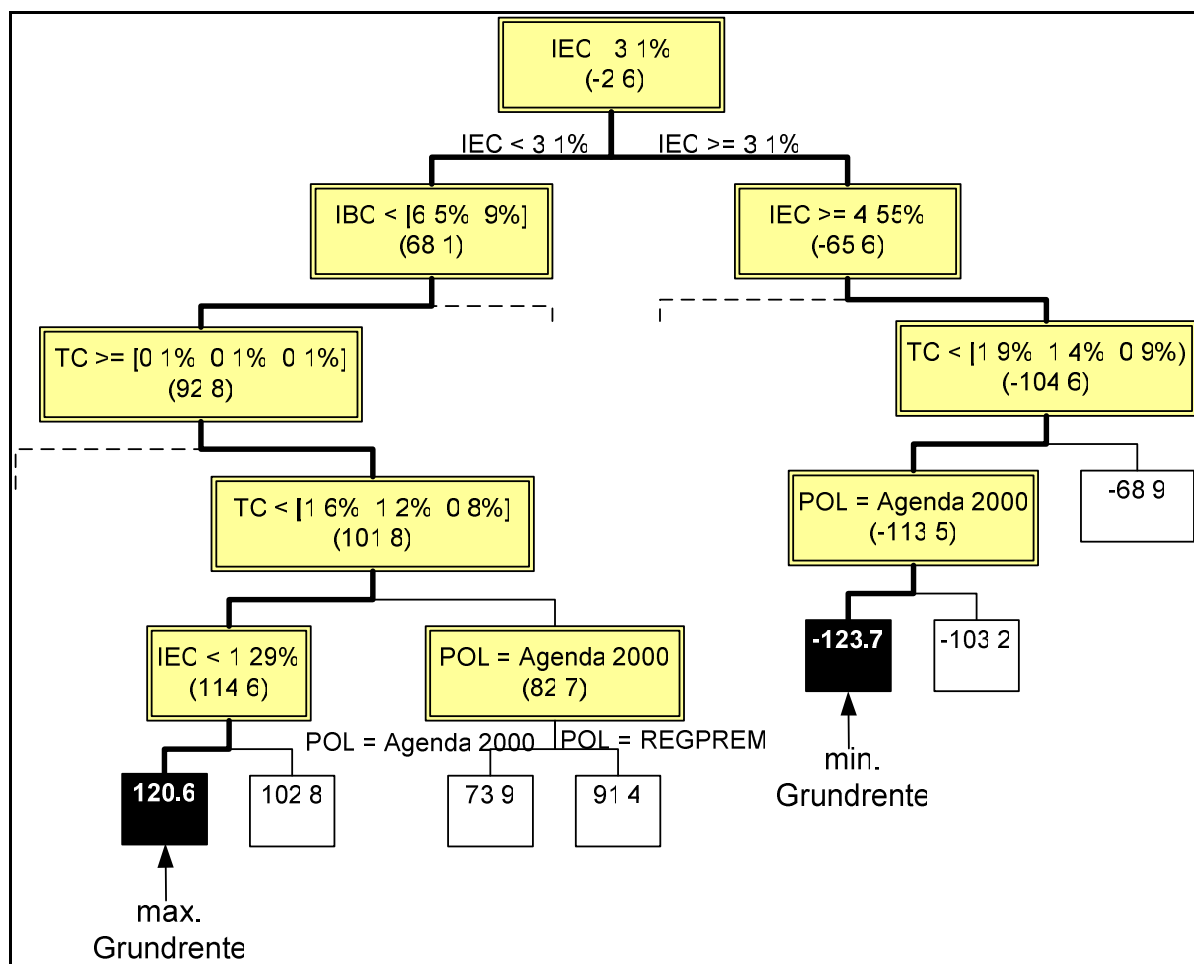 IEC 3 1%
(-2 6)
IEC < 3 1%
IEC >= 3 1%
IBC < [6 5% 9%]
(68 1)
IEC >= 4 55%
(-65 6)
TC >= [0 1% 0 1% 0 1%]
(92 8)
TC < [1 9% 1 4% 0 9%)
(-104 6)
TC < [1 6% 1 2% 0 8%]
(101 8)
POL = Agenda 2000
(-113 5)
-68 9
IEC < 1 29%
(114 6)
POL = Agenda 2000
(82 7)
-123.7
-103 2
POL = Agenda 2000
POL = REGPREM
120.6
102 8
73 9
91 4
min.
Grundrente
max.
Grundrente